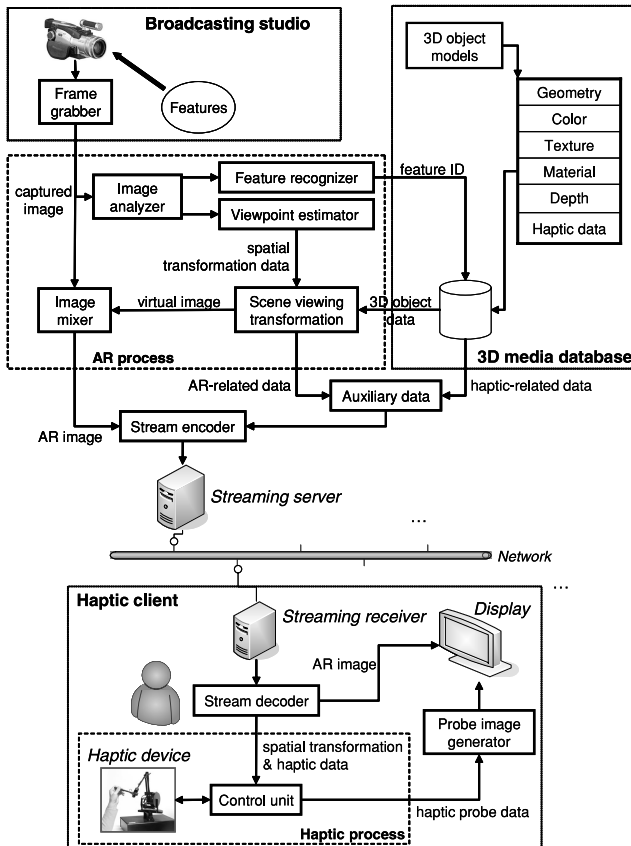 Broadcasting studio
Frame
grabber
Features
3D object
models
Geometry
Color
Texture
Material
Depth
Haptic data
captured
image
Image
analyzer
Feature recognizer
Viewpoint estimator
feature ID
spatial
transformation data
Image
mixer
virtual image
Scene viewing
transformation
3D object
data
AR process
3D media database
AR-related data
Auxiliary data
haptic-related data
AR image
Stream encoder
Streaming server
...
Network
...
Haptic client
Streaming receiver
Display
AR image
Stream decoder
Probe image
generator
spatial transformation
& haptic data
Haptic device
Control unit
haptic probe data
Haptic process